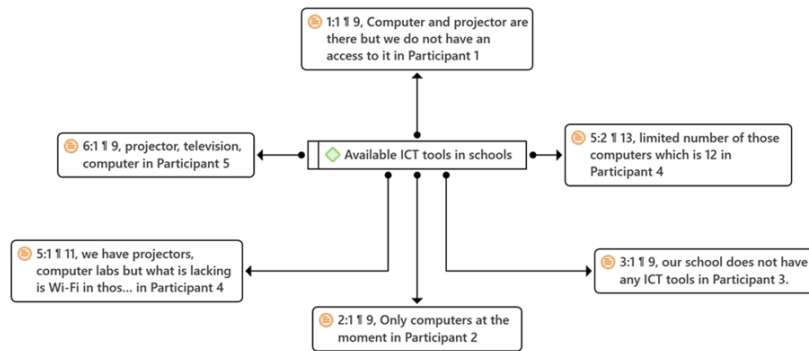 1:1 ¶ 9, Computer and projector are
there but we do not have an
access to it in Participant 1
6:1 ¶ 9, projector, television,
computer in Participant 5
Available ICT tools in schools
5:2 ¶ 13, limited number of those
computers which is 12 in
Participant 4
5:1 ¶ 11, we have projectors,
computer labs but what is lacking
is Wi-Fi in thos... in Participant 4
3:1 ¶ 9, our school does not have
any ICT tools in Participant 3.
2:1 ¶ 9, Only computers at the
moment in Participant 2